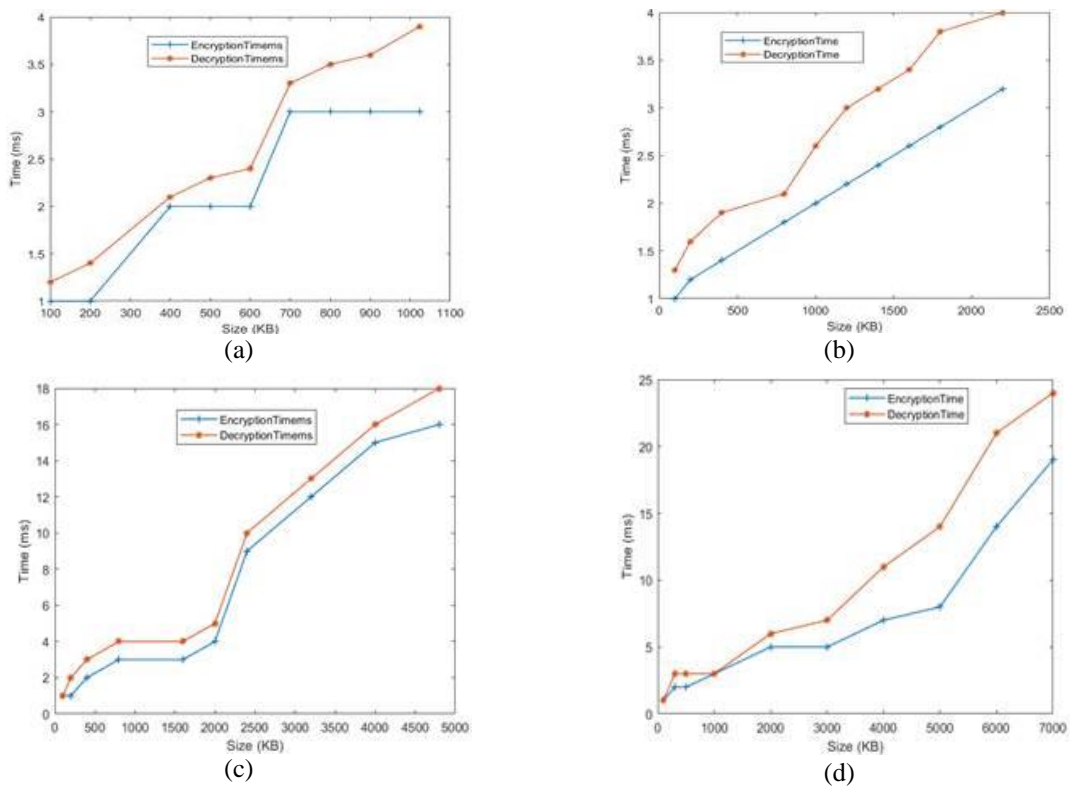 4
3.5
3
2.5
2
1.5
1
Time (ms)
EncryptionTimems
DecryptionTimems
100 200 300 400 500 600 700 800 900 1000 1100
Size (KB)
(a)
4
3.5
3
2.5
2
1.5
1
Time (ms)
EncryptionTime
DecryptionTime
0 500 1000 1500 2000 2500
Size (KB)
(b)
18
16
14
12
10
8
6
4
2
0
Time (ms)
EncryptionTimems
DecryptionTimems
0 500 1000 1500 2000 2500 3000 3500 4000 4500 5000
Size (KB)
(c)
25
20
15
10
5
0
Time (ms)
EncryptionTime
DecryptionTime
0 1000 2000 3000 4000 5000 6000 7000
Size (KB)
(d)